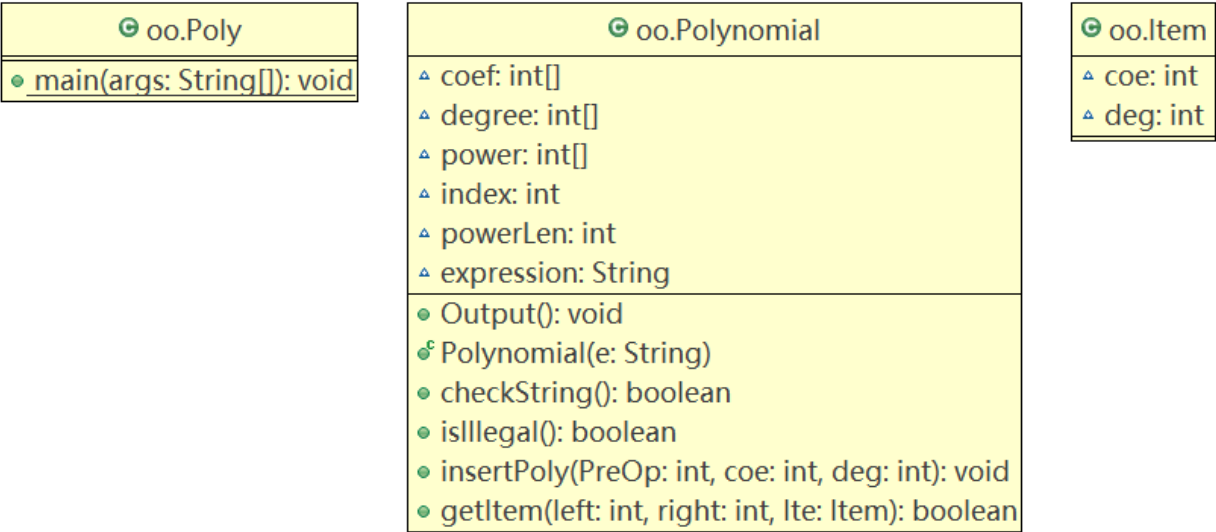 oo.Poly
main(args: String[]): void
oo.Polynomial
coef: int[]
degree: int[]
power: int[]
index: int
powerLen: int
expression: String
Output(): void
Polynomial(e: String)
checkString(): boolean
isIllegal(): boolean
insertPoly(PreOp: int, coe: int, deg: int): void
getItem(left: int, right: int, Ite: Item): boolean
oo.Item
coe: int
deg: int